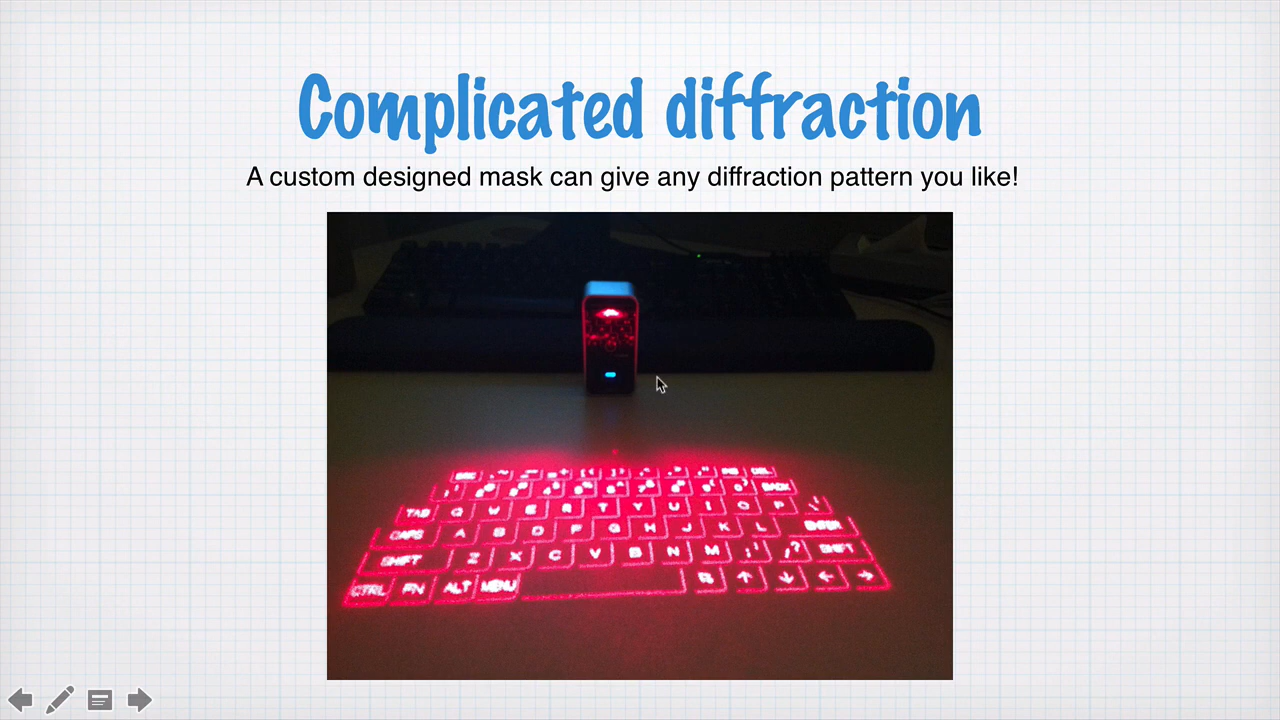 Complicated diffraction
A custom designed mask can give any diffraction pattern you like!
TAB Q W E R T Y U I O P
CAPS A S D F G H J K L ENTER
SHIFT Z X C V B N M SHIFT
CTRL FN ALT MENU